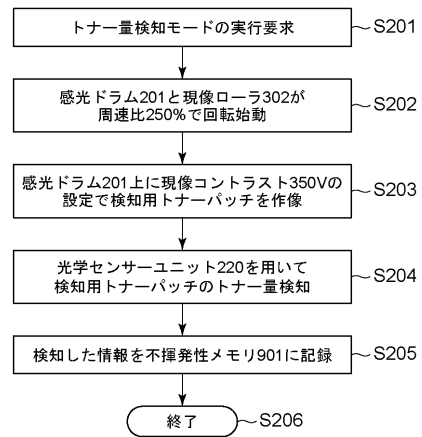 トナー量検知モードの実行要求
S201
感光ドラム201と現像ローラ302が
周速比250%で回転始動
S202
感光ドラム201上に現像コントラスト350Vの
設定で検知用トナーパッチを作像
S203
光学センサーユニット220を用いて
検知用トナーパッチのトナー量検知
S204
検知した情報を不揮発性メモリ901に記録
S205
終了
S206